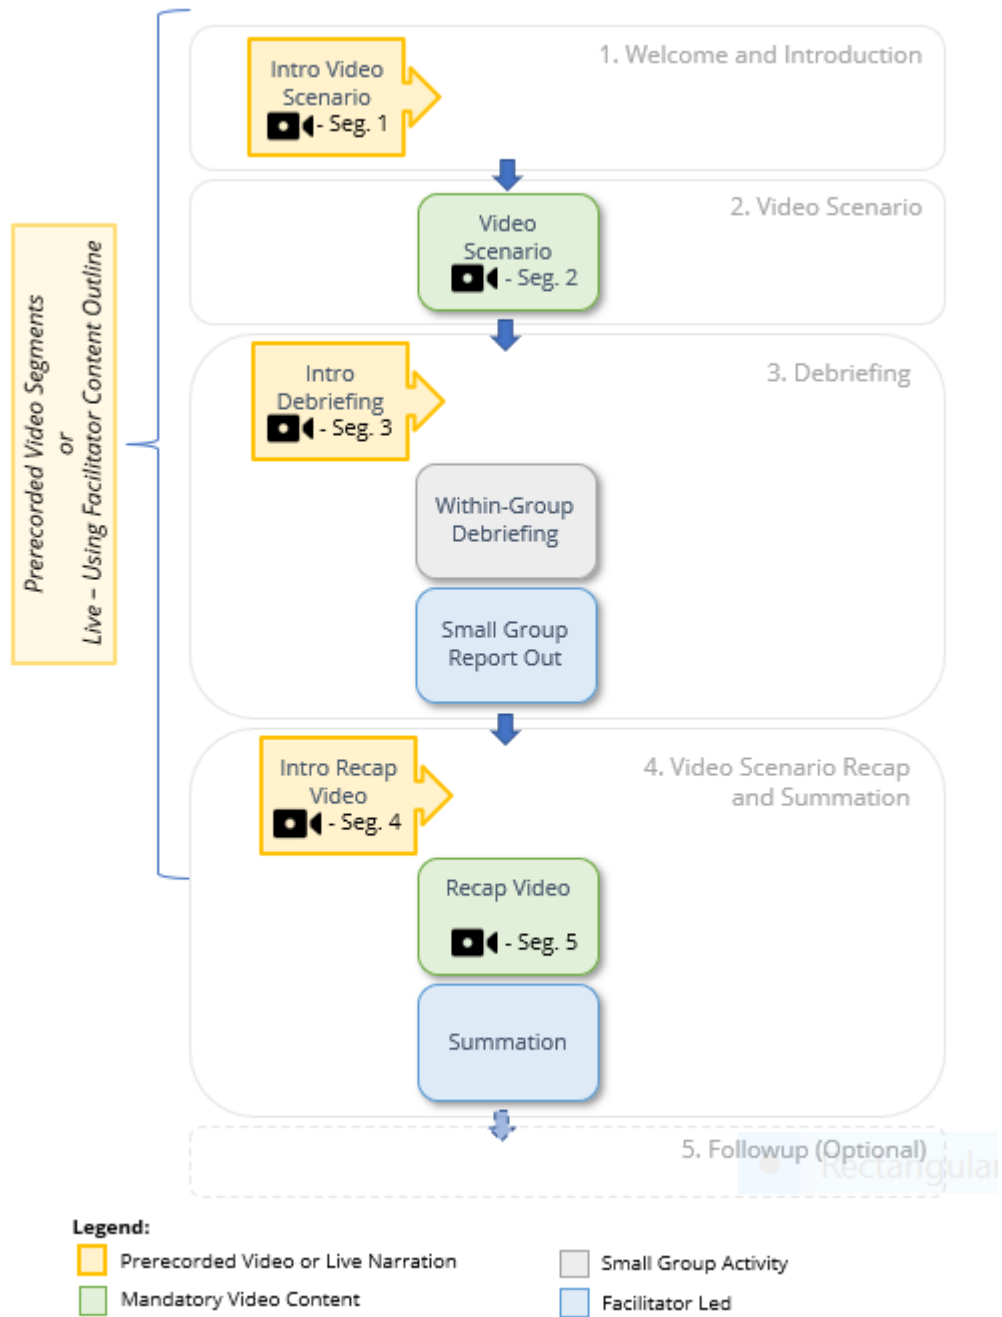 Prerecorded Video Segments
or
Live – Using Facilitator Content Outline
1. Welcome and Introduction
Intro Video
Scenario
- Seg. 1
2. Video Scenario
Video
Scenario
- Seg. 2
3. Debriefing
Intro
Debriefing
- Seg. 3
Within-Group
Debriefing
Small Group
Report Out
4. Video Scenario Recap
and Summation
Intro Recap
Video
- Seg. 4
Recap Video
- Seg. 5
Summation
5. Followup (Optional)
Rectangular
Legend:
Prerecorded Video or Live Narration
Mandatory Video Content
Small Group Activity
Facilitator Led